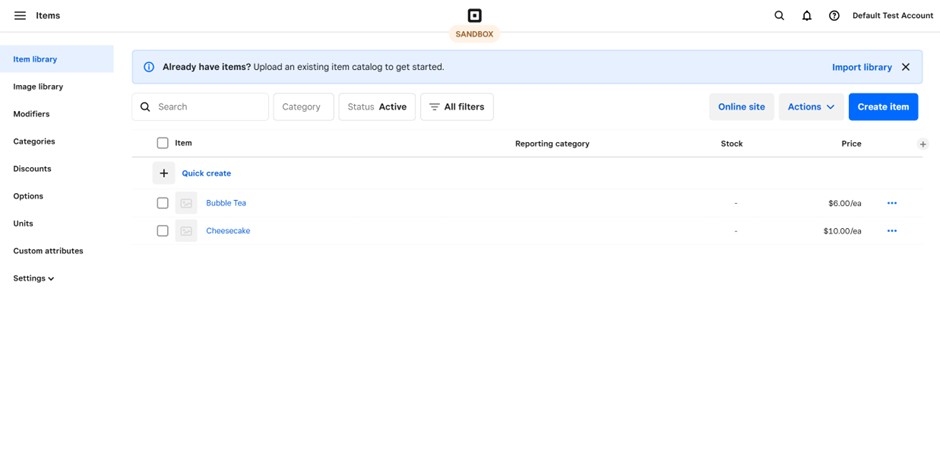 Items
SANDBOX
Default Test Account
Item library
Image library
Modifiers
Categories
Discounts
Options
Units
Custom attributes
Settings
Already have items? Upload an existing item catalog to get started.
Import library
Search
Category
Status Active
All filters
Online site
Actions
Create item
Item Reporting category Stock Price
Quick create
Bubble Tea - $6.00/ea
Cheesecake - $10.00/ea